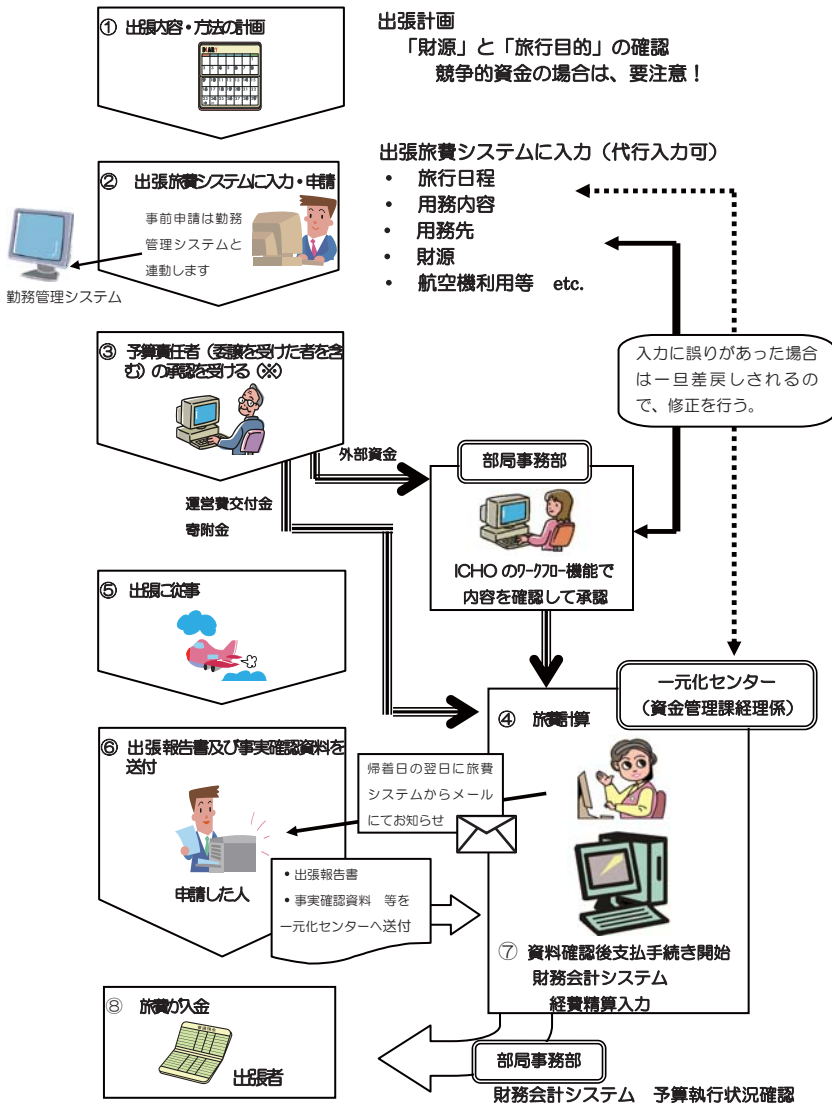 ① 出張内容・方法の計画
DIARY
出張計画
「財源」と「旅行目的」の確認
競争的資金の場合は、要注意！
② 出張旅費システムに入力・申請
事前申請は勤務
管理システムと
連動します
勤務管理システム
出張旅費システムに入力（代行入力可）
・ 旅行日程
・ 用務内容
・ 用務先
・ 財源
・ 航空機利用等 etc.
入力に誤りがあった場合
は一旦差戻しされるの
で、修正を行う。
③ 予算責任者（委譲を受けた者を含
む）の承認を受ける（※）
外部資金
運営費交付金
寄附金
部局事務部
ICHO のワークフロー機能で
内容を確認して承認
⑤ 出張に従事
一元化センター
（資金管理課経理係）
④ 旅費計算
⑥ 出張報告書及び事実確認資料を
送付
申請した人
帰着日の翌日に旅費
システムからメール
にてお知らせ
・出張報告書
・事実確認資料 等を
一元化センターへ送付
⑦ 資料確認後支払手続き開始
財務会計システム
経費精算入力
⑧ 旅費が入金
出張者
部局事務部
財務会計システム 予算執行状況確認